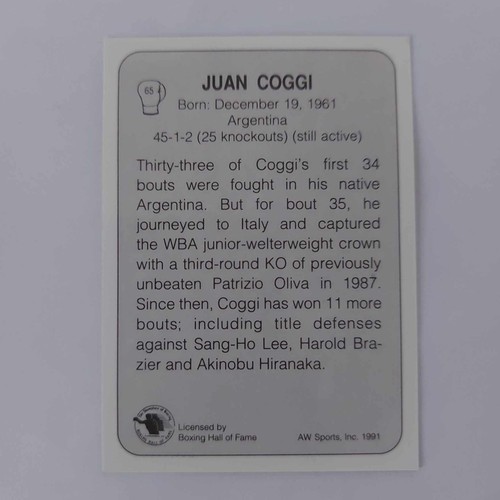 65
JUAN COGGI
Born: December 19, 1961
Argentina
45-1-2 (25 knockouts) (still active)
Thirty-three of Coggi's first 34
bouts were fought in his native
Argentina. But for bout 35, he
journeyed to Italy and captured
the WBA junior-welterweight crown
with a third-round KO of previously
unbeaten Patrizio Oliva in 1987.
Since then, Coggi has won 11 more
bouts; including title defenses
against Sang-Ho Lee, Harold Bra-
zier and Akinobu Hiranaka.
Licensed by
Boxing Hall of Fame
AW Sports, Inc. 1991